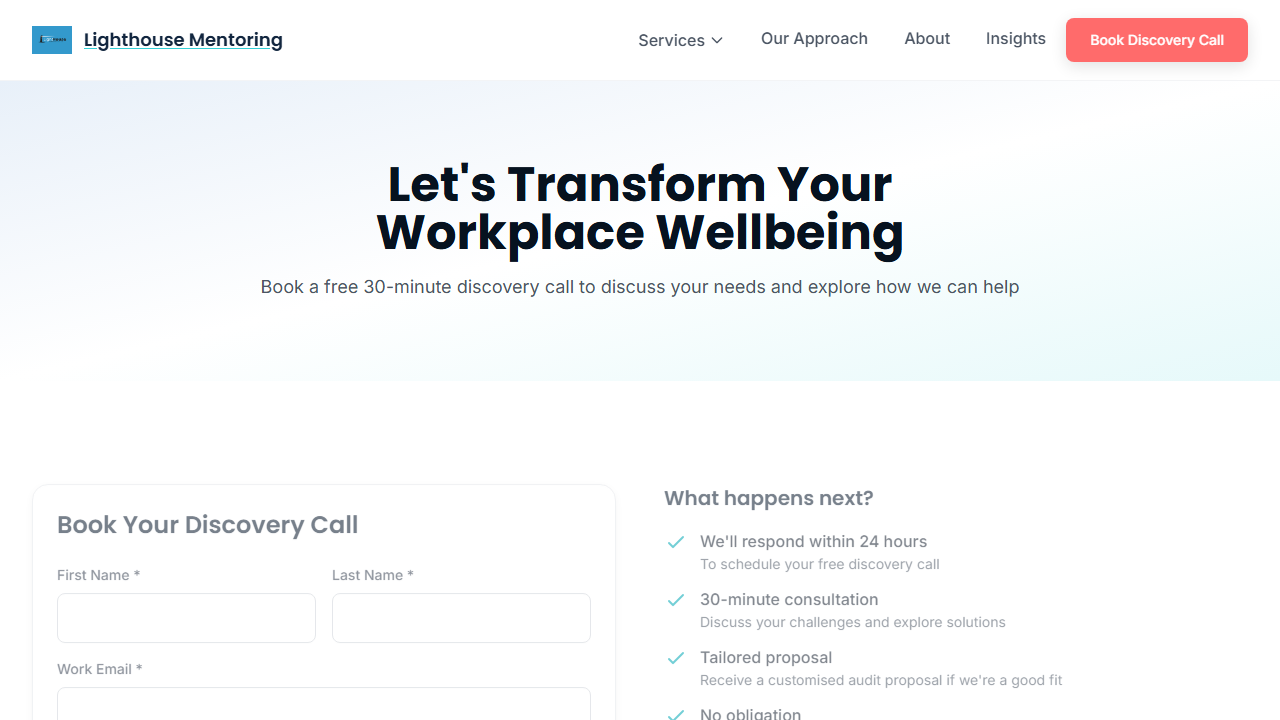 Lighthouse Mentoring
Services
Our Approach
About
Insights
Book Discovery Call
Let's Transform Your
Workplace Wellbeing
Book a free 30-minute discovery call to discuss your needs and explore how we can help
Book Your Discovery Call
First Name *
Last Name *
Work Email *
What happens next?
We'll respond within 24 hours
To schedule your free discovery call
30-minute consultation
Discuss your challenges and explore solutions
Tailored proposal
Receive a customised audit proposal if we're a good fit
No obligation